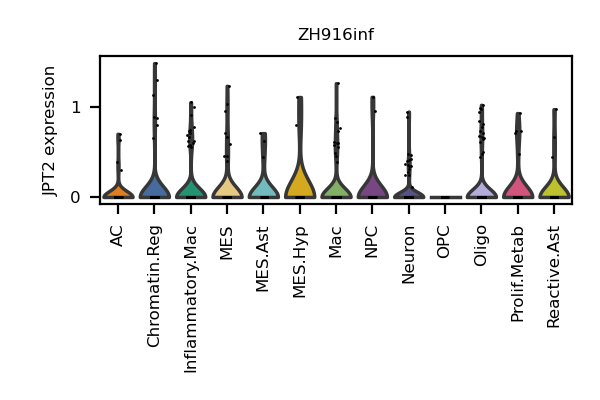 ZH916inf
JPT2 expression
1
0
AC
Chromatin.Reg
Inflammatory.Mac
MES
MES.Ast
MES.Hyp
Mac
NPC
Neuron
OPC
Oligo
Prolif.Metab
Reactive.Ast